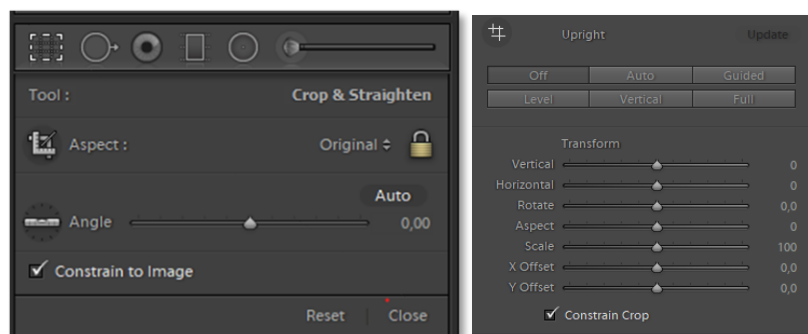 Tool : Crop & Straighten
Aspect : Original
Auto
Angle 0,00
Constrain to Image
Reset Close
Upright Update
Off Auto Guided
Level Vertical Full
Transform
Vertical 0
Horizontal 0
Rotate 0,0
Aspect 0
Scale 100
X Offset 0,0
Y Offset 0,0
Constrain Crop